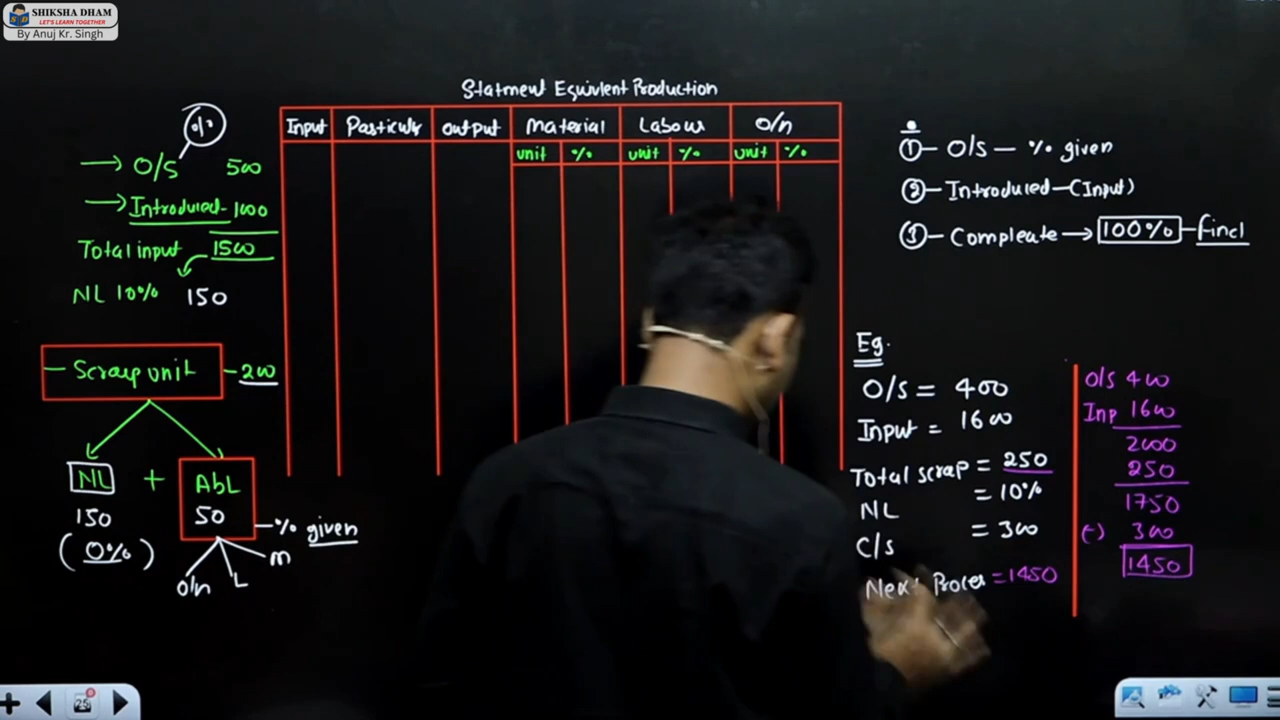 SHIKSHA DHAM
LET'S LEARN TOGETHER
By Anuj Kr. Singh
Statment Equivlent Production
Input Particulr output Material Labour O/H
unit % unit % unit %
O/S 500
Introduced - 1000
Total input 1500
NL 10% 150
- Scrap unit - 200
NL + AbL
150 50 - % given
(0%)
O/H L m
① - O/S - % given
② - Introduced - (Input)
③ - Compleate → 100% - fincl
Eg.
O/S = 400
Input = 1600
Total scrap = 250
NL = 10%
C/S = 300
Next Proces = 1450
O/S 400
Inp 1600
2000
250
1750
(-) 300
1450
25